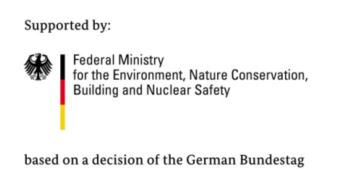 Supported by:
Federal Ministry
for the Environment, Nature Conservation,
Building and Nuclear Safety
based on a decision of the German Bundestag